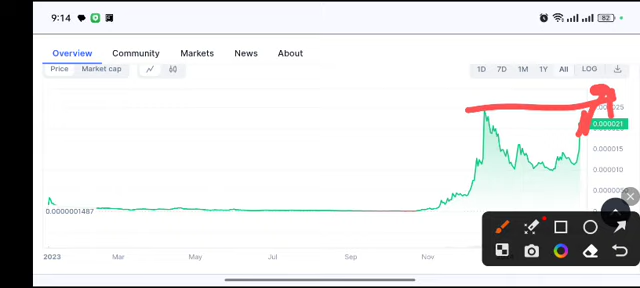 9:14
82
Overview Community Markets News About
Price Market cap 1D 7D 1M 1Y All LOG
0.000021
0.000015
0.000010
0.0000001487
2023 Mar May Jul Sep Nov